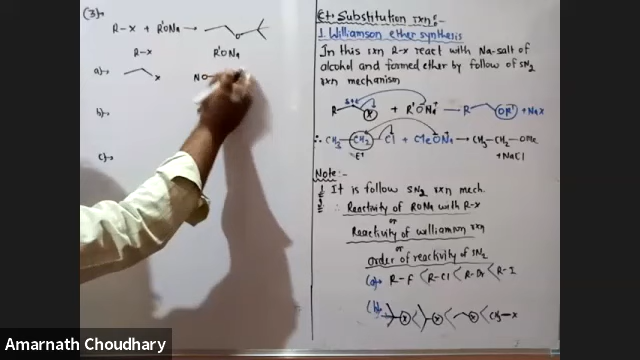 (3)→
R-X + R'ONa →
O
R-X R'ONa
a)→ X NO
b)→
c)→
Et Substitution rxn:-
1. Williamson ether synthesis
In this rxn R-X react with Na-salt of
alcohol and formed ether by follow of SN2
rxn mechanism
R X + R'ONa → R OR' + NaX
∴ CH3-CH2-Cl + MeONa → CH3-CH2-OMe
E+ +NaCl
Note:-
1 It is follow SN2 rxn mech.
2 ∴ Reactivity of RONa with R-X
or
Reactivity of williamson rxn
or
order of reactivity of SN2
(a) R-F < R-Cl < R-Br < R-I
(b) X < X < X < CH3-X
Amarnath Choudhary